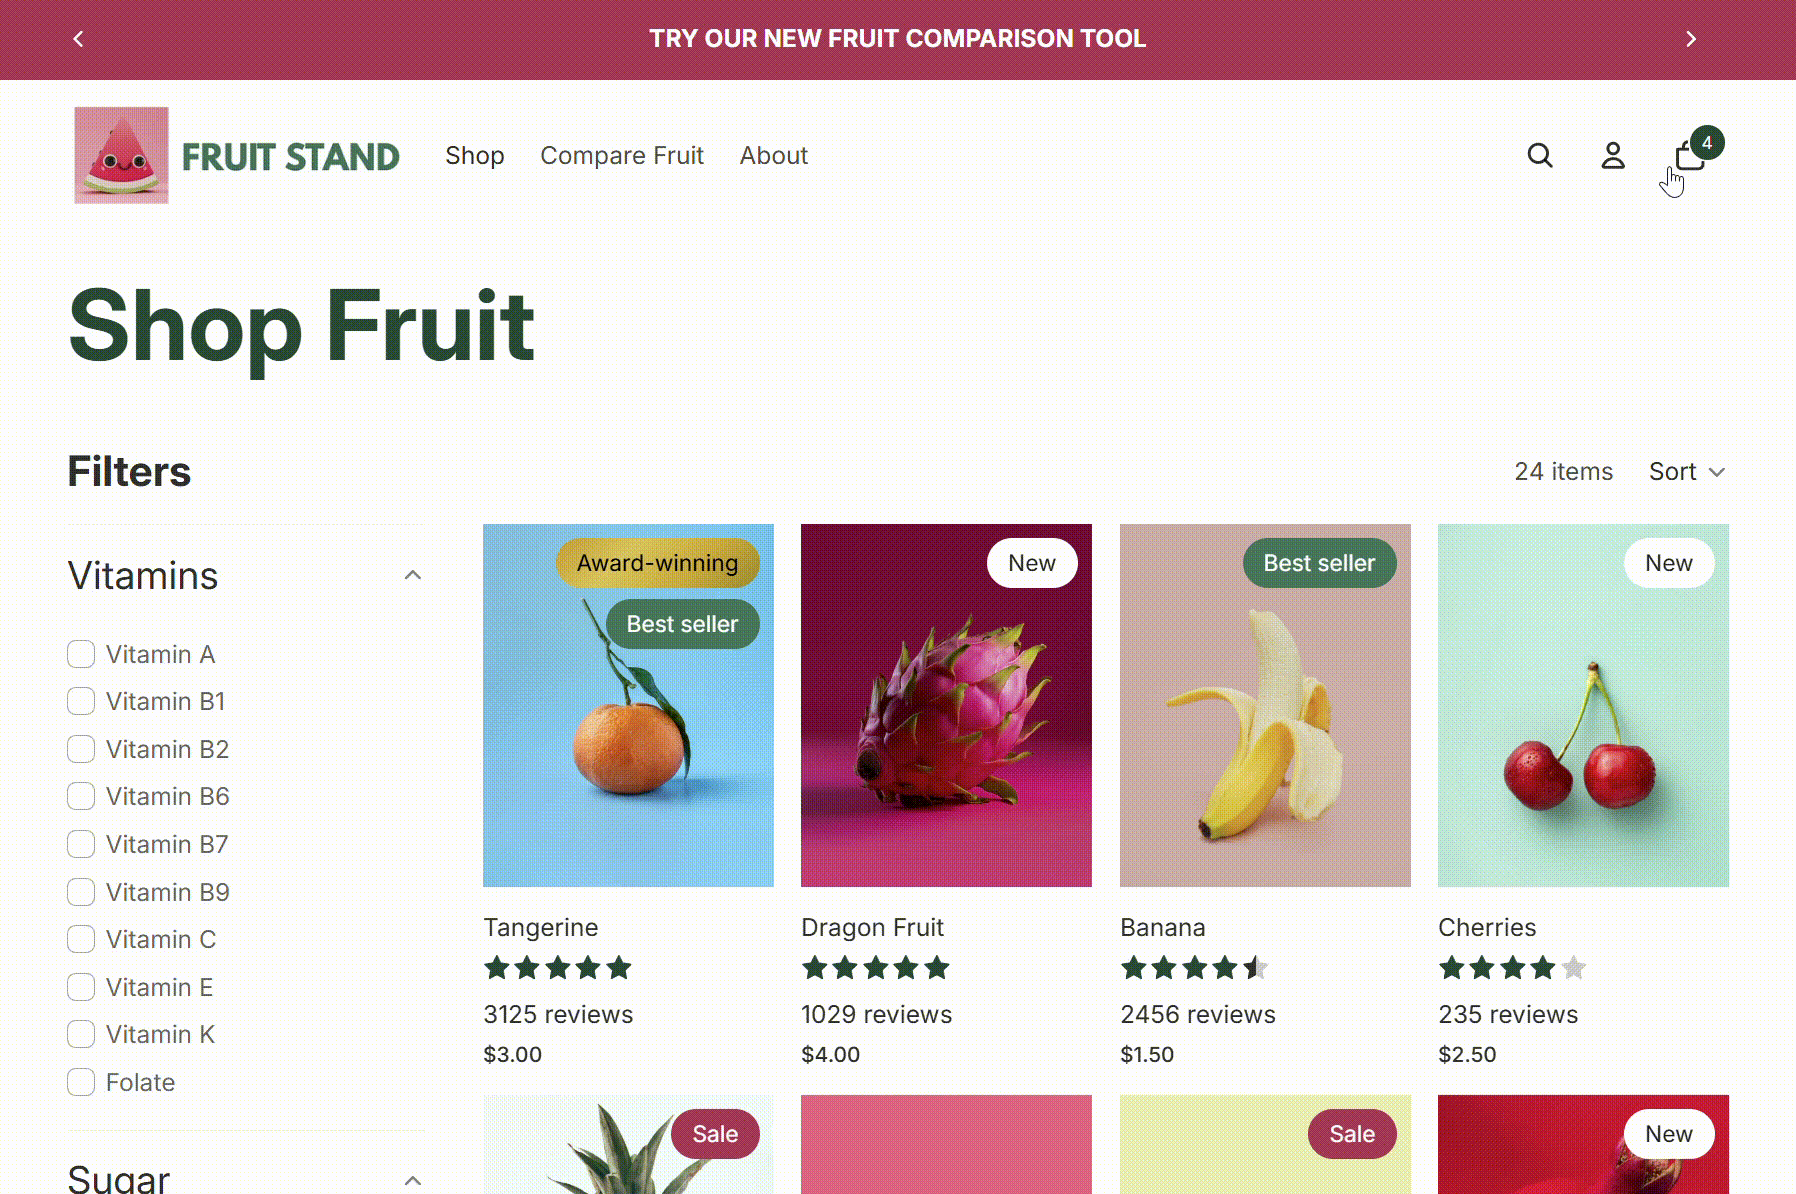 TRY OUR NEW FRUIT COMPARISON TOOL
FRUIT STAND
Shop
Compare Fruit
About
4
Shop Fruit
Filters
24 items
Sort
Vitamins
Vitamin A
Vitamin B1
Vitamin B2
Vitamin B6
Vitamin B7
Vitamin B9
Vitamin C
Vitamin E
Vitamin K
Folate
Sugar
Award-winning
Best seller
Tangerine
3125 reviews
$3.00
New
Dragon Fruit
1029 reviews
$4.00
Best seller
Banana
2456 reviews
$1.50
New
Cherries
235 reviews
$2.50
Sale
Sale
New